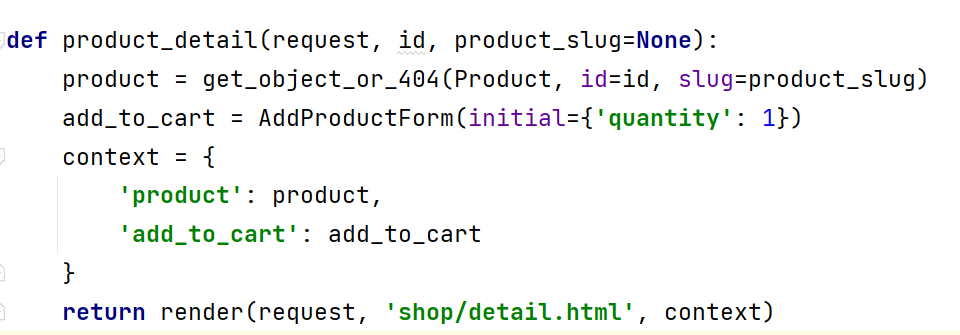 def product_detail(request, id, product_slug=None):
    product = get_object_or_404(Product, id=id, slug=product_slug)
    add_to_cart = AddProductForm(initial={'quantity': 1})
    context = {
        'product': product,
        'add_to_cart': add_to_cart
    }
    return render(request, 'shop/detail.html', context)